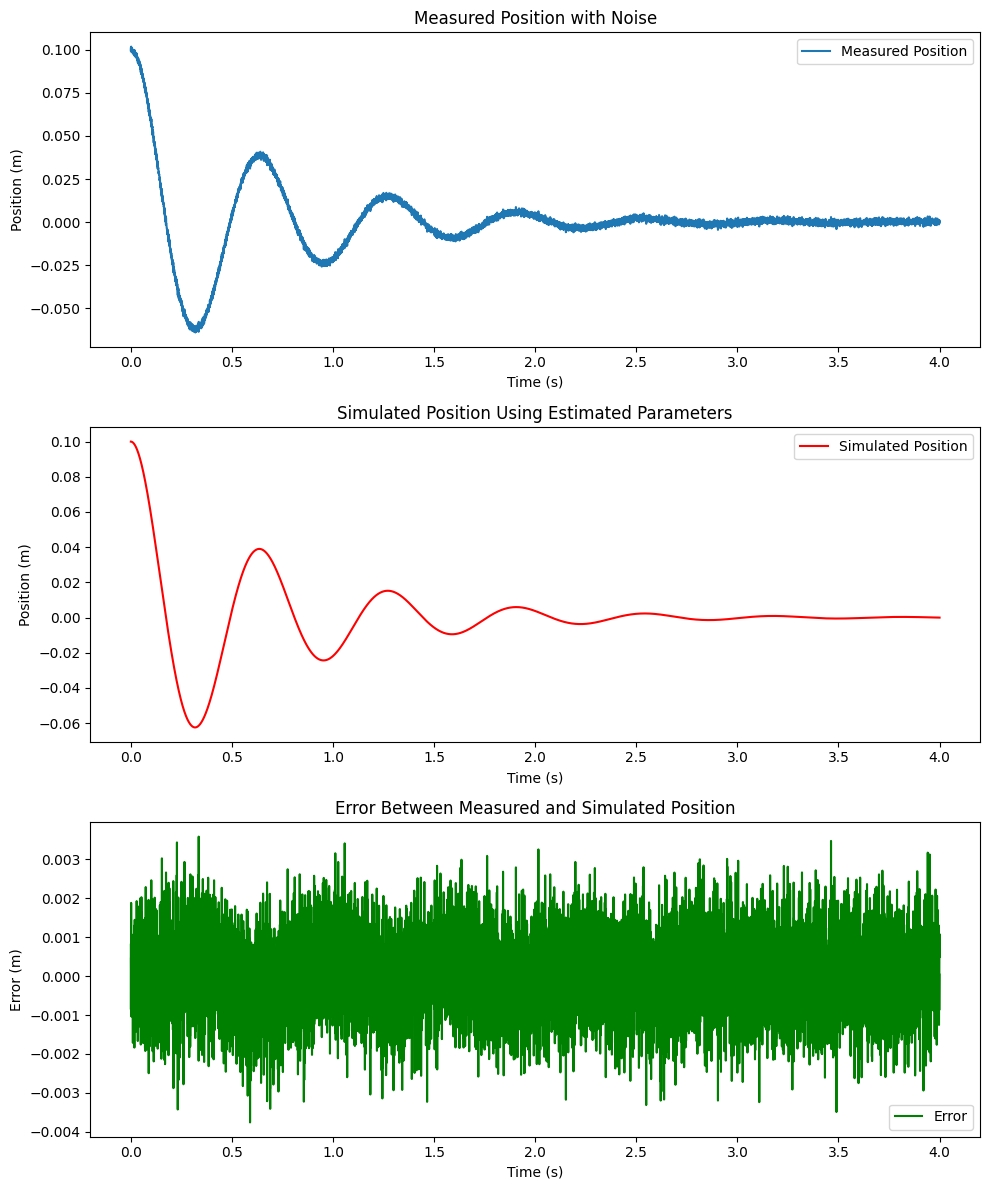 Measured Position with Noise
Measured Position
0.100
0.075
0.050
0.025
0.000
−0.025
−0.050
Position (m)
0.0 0.5 1.0 1.5 2.0 2.5 3.0 3.5 4.0
Time (s)
Simulated Position Using Estimated Parameters
Simulated Position
0.10
0.08
0.06
0.04
0.02
0.00
−0.02
−0.04
−0.06
Position (m)
0.0 0.5 1.0 1.5 2.0 2.5 3.0 3.5 4.0
Time (s)
Error Between Measured and Simulated Position
0.003
0.002
0.001
0.000
−0.001
−0.002
−0.003
−0.004
Error (m)
Error
0.0 0.5 1.0 1.5 2.0 2.5 3.0 3.5 4.0
Time (s)